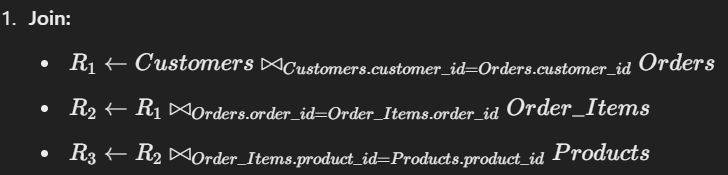 1. Join:
• R₁ ← Customers ⋈Customers.customer_id=Orders.customer_id Orders
• R₂ ← R₁ ⋈Orders.order_id=Order_Items.order_id Order_Items
• R₃ ← R₂ ⋈Order_Items.product_id=Products.product_id Products